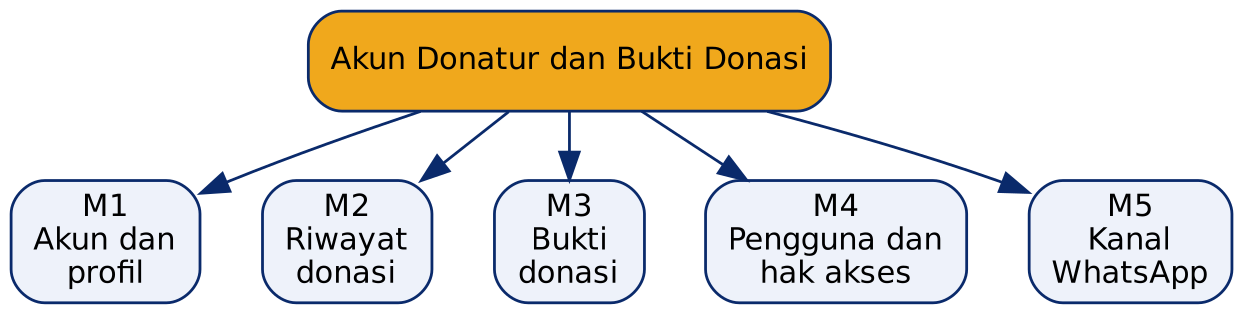 Akun Donatur dan Bukti Donasi
M1
Akun dan
profil
M2
Riwayat
donasi
M3
Bukti
donasi
M4
Pengguna dan
hak akses
M5
Kanal
WhatsApp